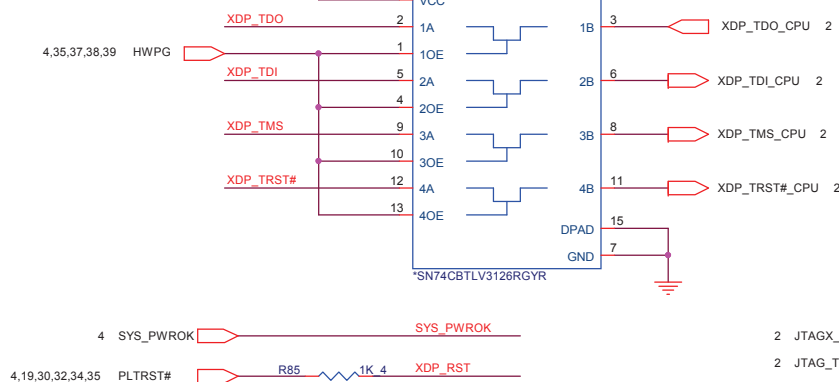 VCC
XDP_TDO 2 1A 1B 3 XDP_TDO_CPU 2
4,35,37,38,39 HWPG 1 1OE
XDP_TDI 5 2A 2B 6 XDP_TDI_CPU 2
4 2OE
XDP_TMS 9 3A 3B 8 XDP_TMS_CPU 2
10 3OE
XDP_TRST# 12 4A 4B 11 XDP_TRST#_CPU 2
13 4OE
DPAD 15
GND 7
*SN74CBTLV3126RGYR
4 SYS_PWROK SYS_PWROK 2 JTAGX_
2 JTAG_T
4,19,30,32,34,35 PLTRST# R85 1K_4 XDP_RST